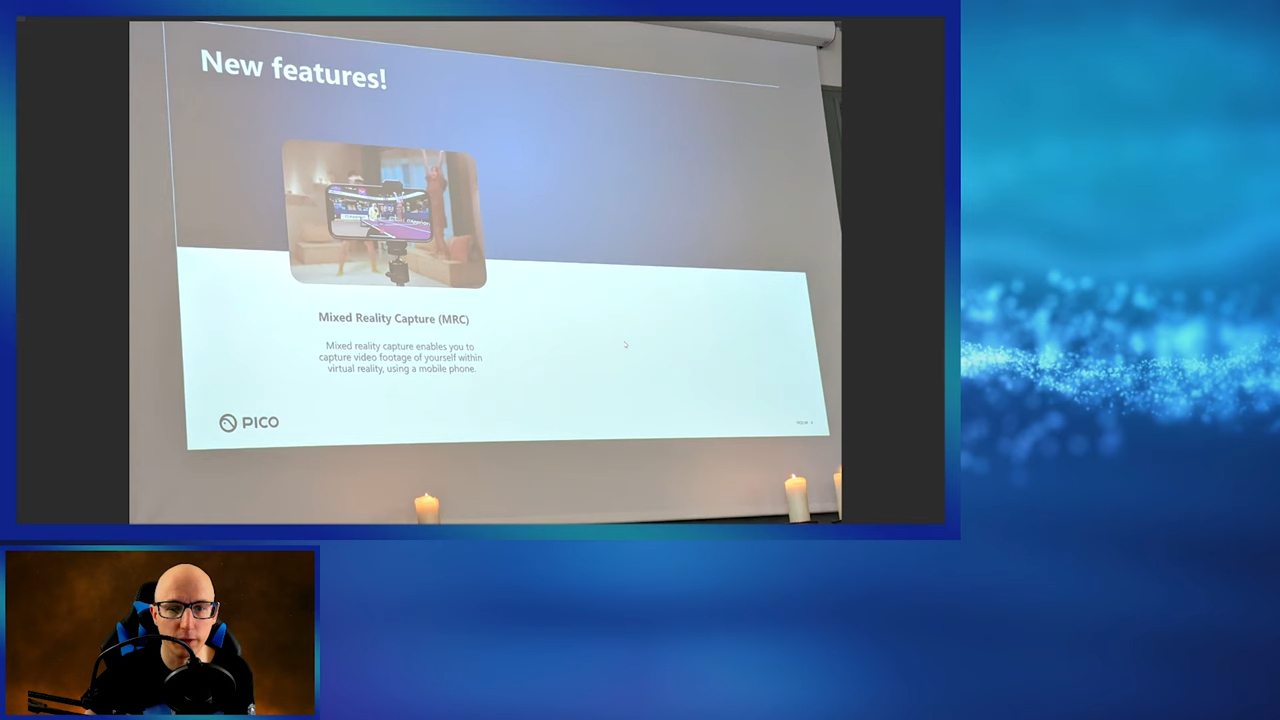 New features!
Mixed Reality Capture (MRC)
Mixed reality capture enables you to
capture video footage of yourself within
virtual reality, using a mobile phone.
PICO